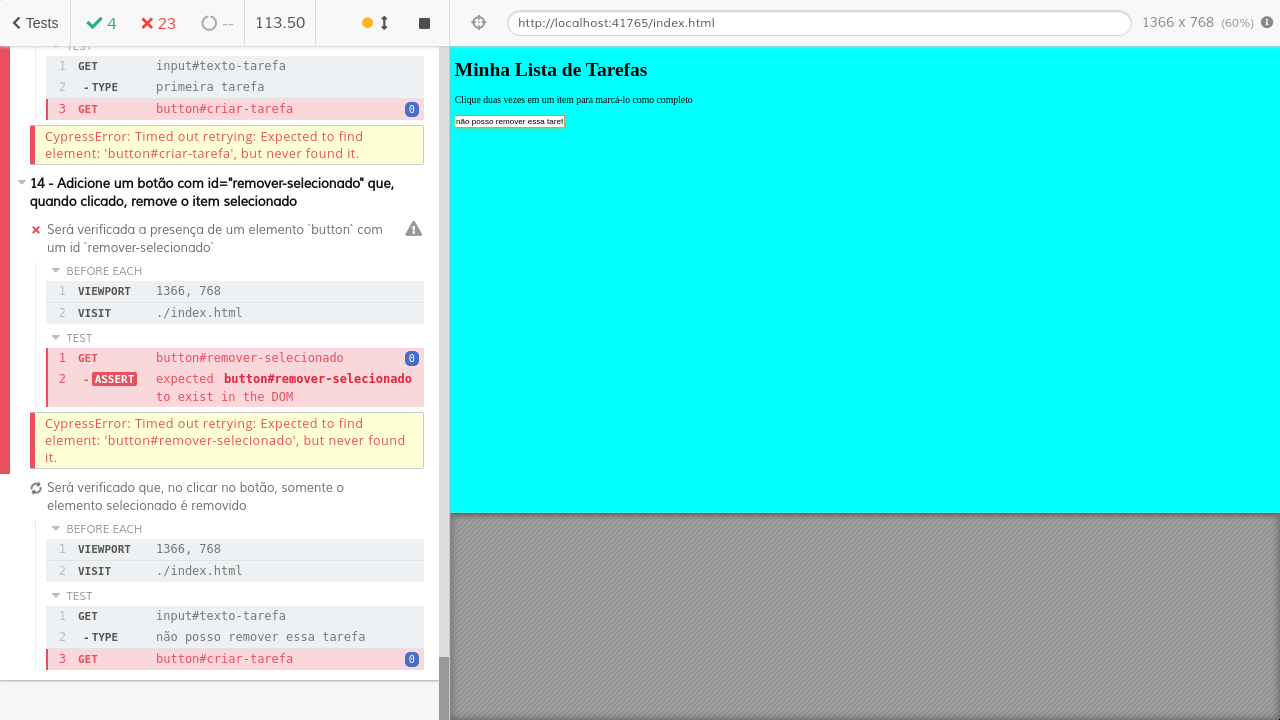 Tests
4
23
--
113.50
http://localhost:41765/index.html
1366 x 768 (60%)
TEST
1 GET input#texto-tarefa
2 -TYPE primeira tarefa
3 GET button#criar-tarefa 0
CypressError: Timed out retrying: Expected to find
element: 'button#criar-tarefa', but never found it.
14 - Adicione um botão com id="remover-selecionado" que,
quando clicado, remove o item selecionado
Será verificada a presença de um elemento `button` com
um id `remover-selecionado`
BEFORE EACH
1 VIEWPORT 1366, 768
2 VISIT ./index.html
TEST
1 GET button#remover-selecionado 0
2 -ASSERT expected button#remover-selecionado
to exist in the DOM
CypressError: Timed out retrying: Expected to find
element: 'button#remover-selecionado', but never found
it.
Será verificado que, no clicar no botão, somente o
elemento selecionado é removido
BEFORE EACH
1 VIEWPORT 1366, 768
2 VISIT ./index.html
TEST
1 GET input#texto-tarefa
2 -TYPE não posso remover essa tarefa
3 GET button#criar-tarefa 0
Minha Lista de Tarefas
Clique duas vezes em um item para marcá-lo como completo
não posso remover essa taref